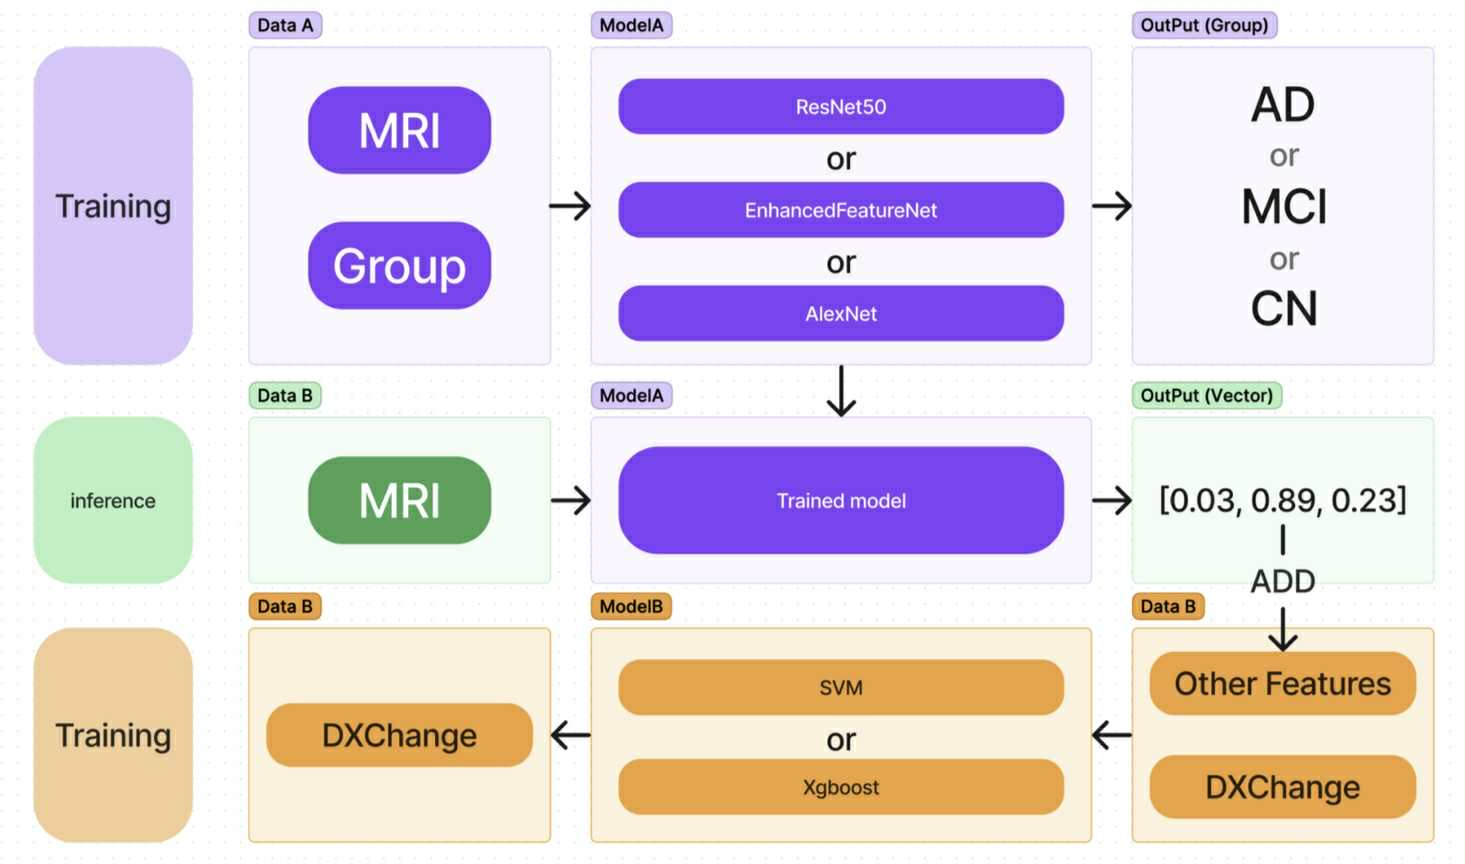 Data A
ModelA
OutPut (Group)
Training
MRI
Group
ResNet50
or
EnhancedFeatureNet
or
AlexNet
AD
or
MCI
or
CN
Data B
ModelA
OutPut (Vector)
inference
MRI
Trained model
[0.03, 0.89, 0.23]
ADD
Data B
ModelB
Data B
Training
DXChange
SVM
or
Xgboost
Other Features
DXChange